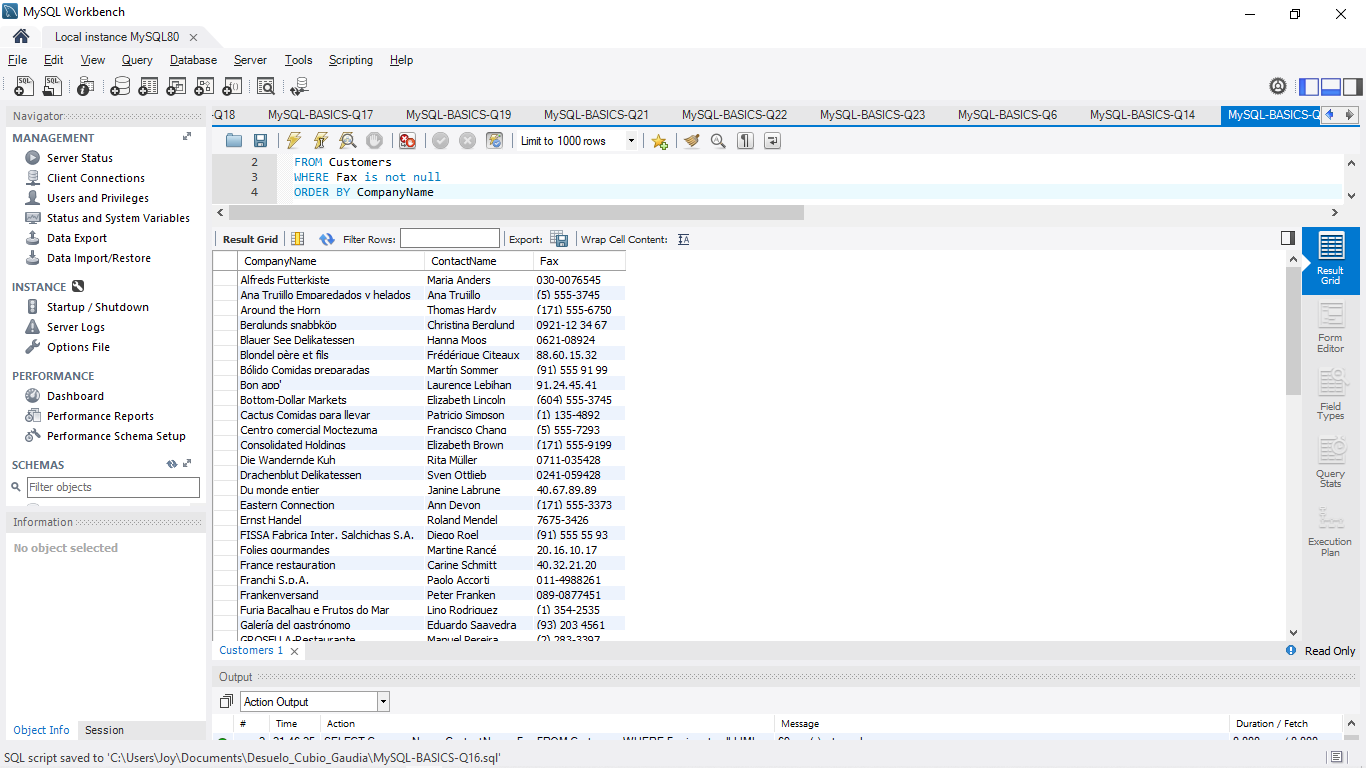 MySQL Workbench
Local instance MySQL80
File Edit View Query Database Server Tools Scripting Help
Navigator
MANAGEMENT
Server Status
Client Connections
Users and Privileges
Status and System Variables
Data Export
Data Import/Restore
INSTANCE
Startup / Shutdown
Server Logs
Options File
PERFORMANCE
Dashboard
Performance Reports
Performance Schema Setup
SCHEMAS
Filter objects
Information
No object selected
Object Info Session
-Q18 MySQL-BASICS-Q17 MySQL-BASICS-Q19 MySQL-BASICS-Q21 MySQL-BASICS-Q22 MySQL-BASICS-Q23 MySQL-BASICS-Q6 MySQL-BASICS-Q14 MySQL-BASICS-Q
Limit to 1000 rows
2 FROM Customers
3 WHERE Fax is not null
4 ORDER BY CompanyName
Result Grid Filter Rows: Export: Wrap Cell Content:
CompanyName ContactName Fax
Alfreds Futterkiste Maria Anders 030-0076545
Ana Trujillo Emparedados y helados Ana Trujillo (5) 555-3745
Around the Horn Thomas Hardy (171) 555-6750
Berglunds snabbköp Christina Berglund 0921-12 34 67
Blauer See Delikatessen Hanna Moos 0621-08924
Blondel père et fils Frédérique Citeaux 88.60.15.32
Bólido Comidas preparadas Martín Sommer (91) 555 91 99
Bon app' Laurence Lebihan 91.24.45.41
Bottom-Dollar Markets Elizabeth Lincoln (604) 555-3745
Cactus Comidas para llevar Patricio Simpson (1) 135-4892
Centro comercial Moctezuma Francisco Chang (5) 555-7293
Consolidated Holdings Elizabeth Brown (171) 555-9199
Die Wandernde Kuh Rita Müller 0711-035428
Drachenblut Delikatessen Sven Ottlieb 0241-059428
Du monde entier Janine Labrune 40.67.89.89
Eastern Connection Ann Devon (171) 555-3373
Ernst Handel Roland Mendel 7675-3426
FISSA Fabrica Inter. Salchichas S.A. Diego Roel (91) 555 55 93
Folies gourmandes Martine Rancé 20.16.10.17
France restauration Carine Schmitt 40.32.21.20
Franchi S.p.A. Paolo Accorti 011-4988261
Frankenversand Peter Franken 089-0877451
Furia Bacalhau e Frutos do Mar Lino Rodriguez (1) 354-2535
Galería del gastrónomo Eduardo Saavedra (93) 203 4561
GROSELLA-Restaurante Manuel Pereira (2) 283-3397
Result
Grid
Form
Editor
Field
Types
Query
Stats
Execution
Plan
Customers 1
Read Only
Output
Action Output
# Time Action Message Duration / Fetch
SQL script saved to 'C:\Users\Joy\Documents\Desuelo_Cubio_Gaudia\MySQL-BASICS-Q16.sql'